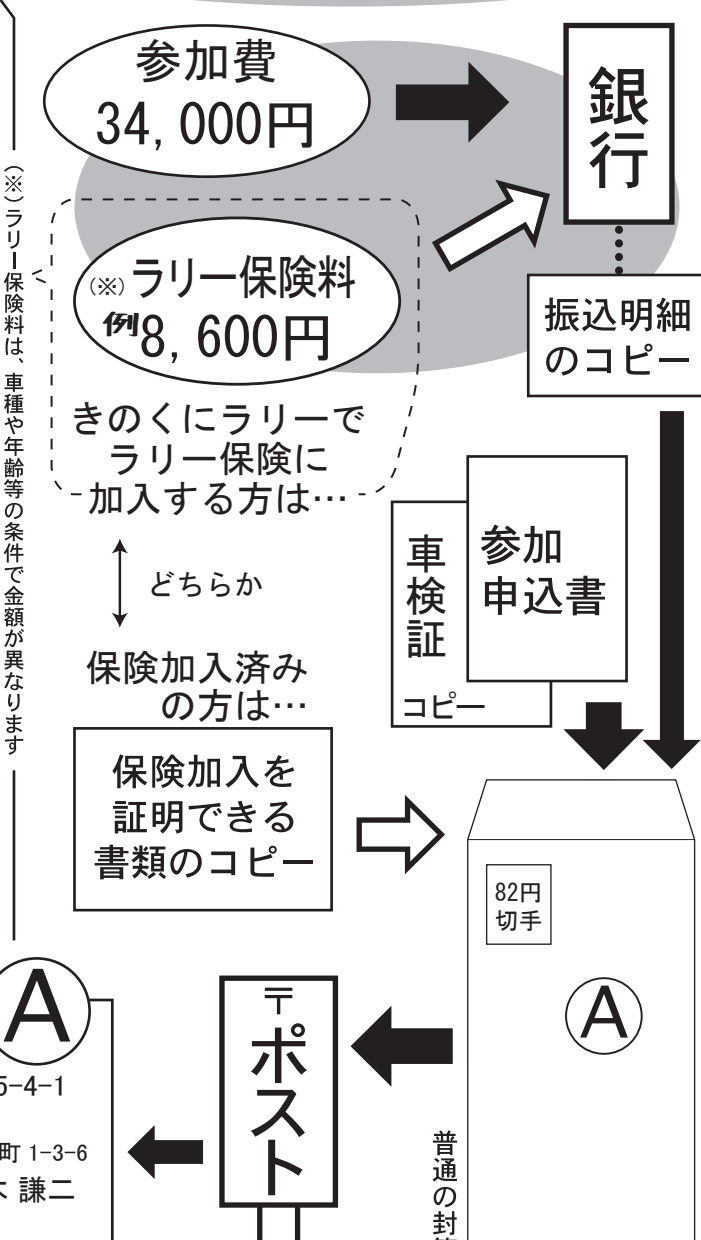 参加費
34,000円
銀行
(※)ラリー保険料
例8,600円
振込明細
のコピー
きのくにラリーで
ラリー保険に
加入する方は…
(※)ラリー保険料は、車種や年齢等の条件で金額が異なります
どちらか
車検証
コピー
参加
申込書
保険加入済み
の方は…
保険加入を
証明できる
書類のコピー
82円
切手
A
A
〒ポスト
5-4-1
町1-3-6
謙二
普通の封